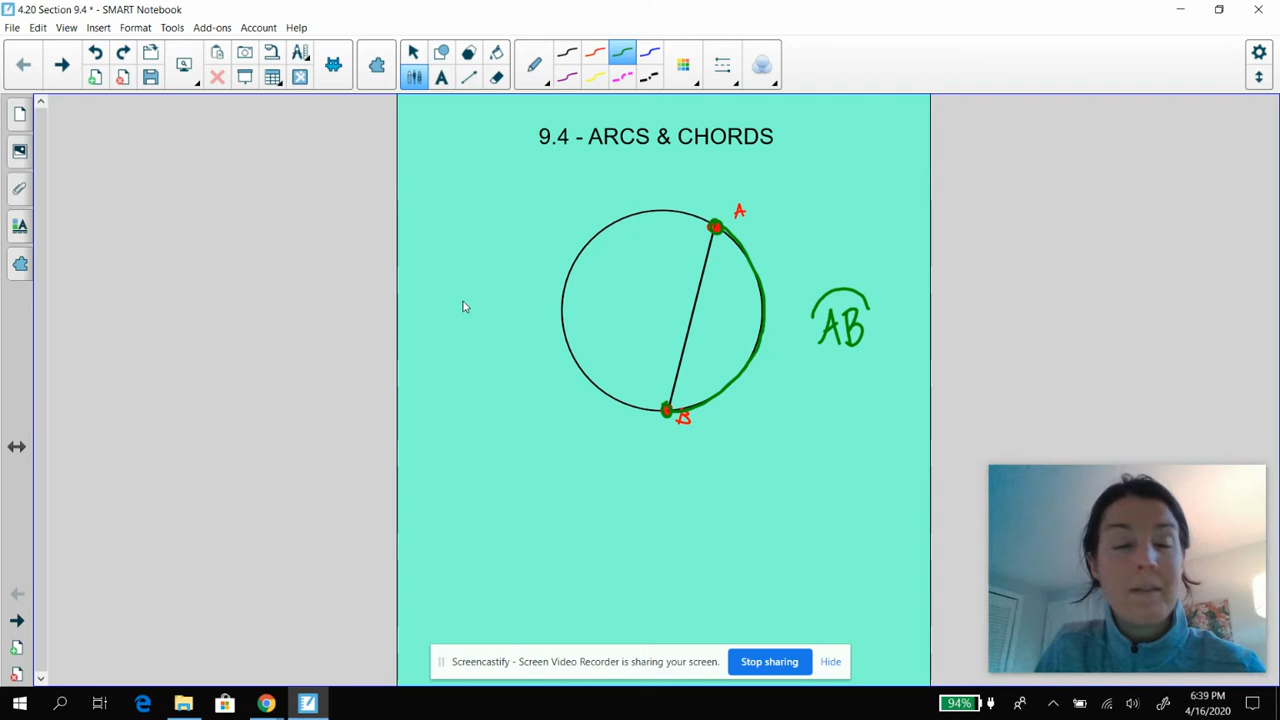 4.20 Section 9.4 * - SMART Notebook
File Edit View Insert Format Tools Add-ons Account Help
9.4 - ARCS & CHORDS
A
AB
B
Screencastify - Screen Video Recorder is sharing your screen. Stop sharing Hide
94%
6:39 PM
4/16/2020